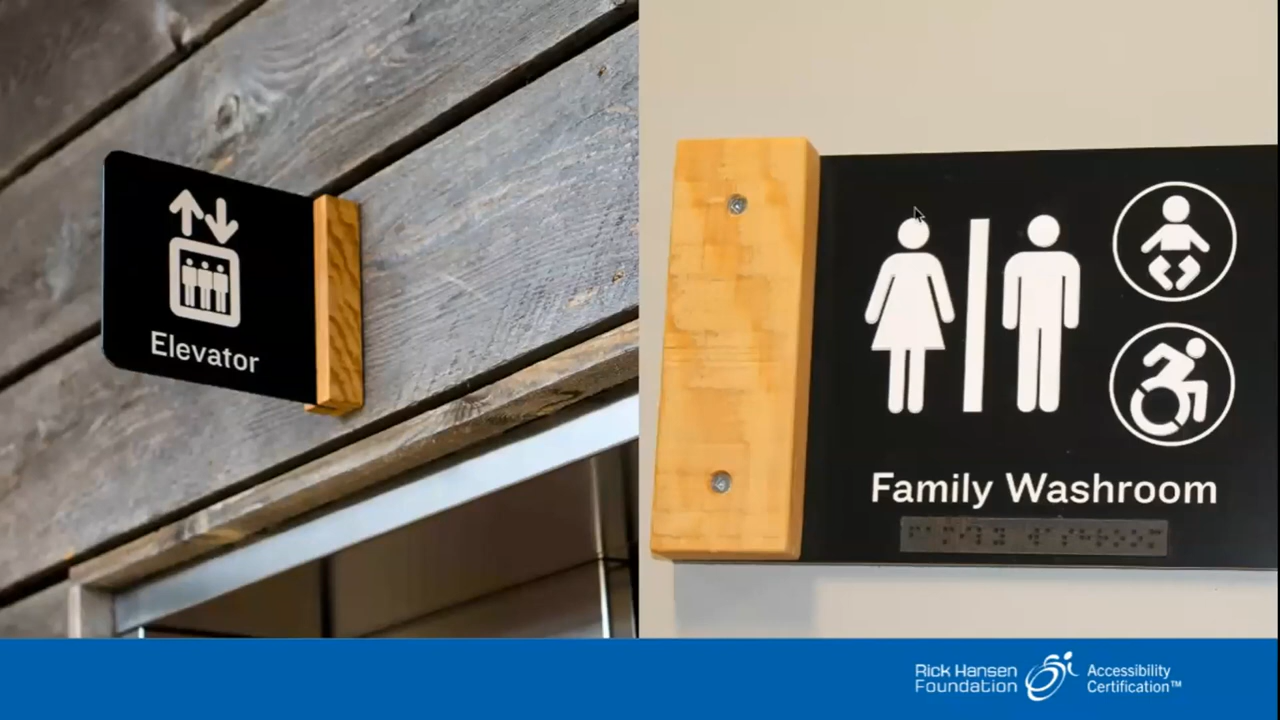 Elevator
Family Washroom
Rick Hansen
Foundation
Accessibility
Certification™